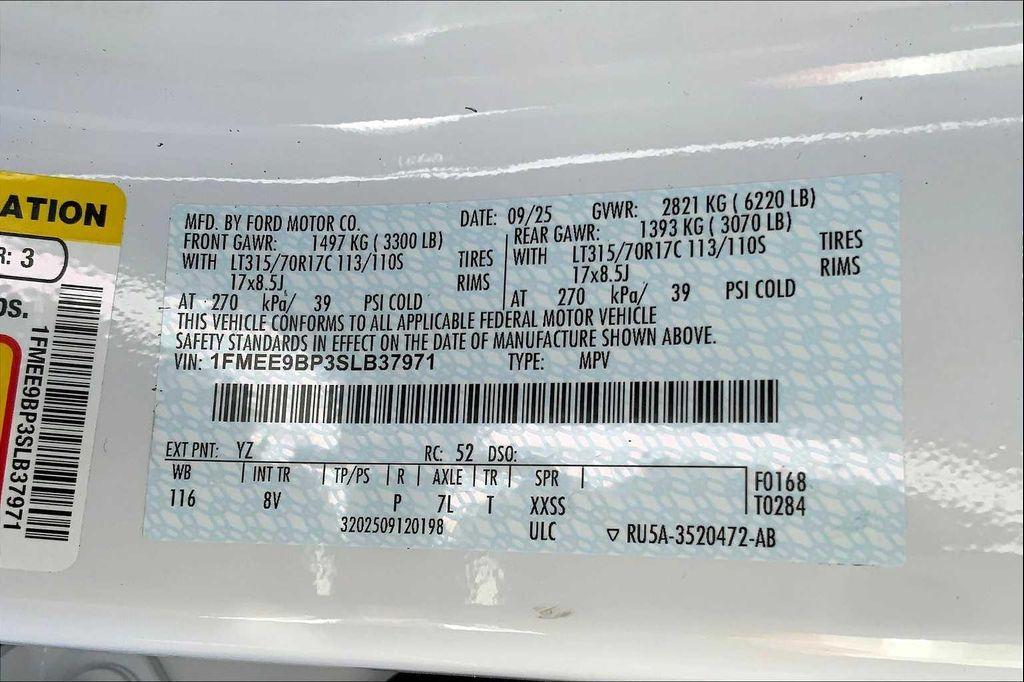 ATION
R: 3
OS.
1FMEE9BP3SLB37971
MFD. BY FORD MOTOR CO. DATE: 09/25 GVWR: 2821 KG ( 6220 LB)
FRONT GAWR: 1497 KG ( 3300 LB) REAR GAWR: 1393 KG ( 3070 LB)
WITH LT315/70R17C 113/110S TIRES WITH LT315/70R17C 113/110S TIRES
17x8.5J RIMS 17x8.5J RIMS
AT 270 kPa/ 39 PSI COLD AT 270 kPa/ 39 PSI COLD
THIS VEHICLE CONFORMS TO ALL APPLICABLE FEDERAL MOTOR VEHICLE
SAFETY STANDARDS IN EFFECT ON THE DATE OF MANUFACTURE SHOWN ABOVE.
VIN: 1FMEE9BP3SLB37971 TYPE: MPV
EXT PNT: YZ RC: 52 DSO:
WB INT TR TP/PS R AXLE TR SPR F0168
116 8V P 7L T XXSS T0284
3202509120198 ULC ▽ RU5A-3520472-AB